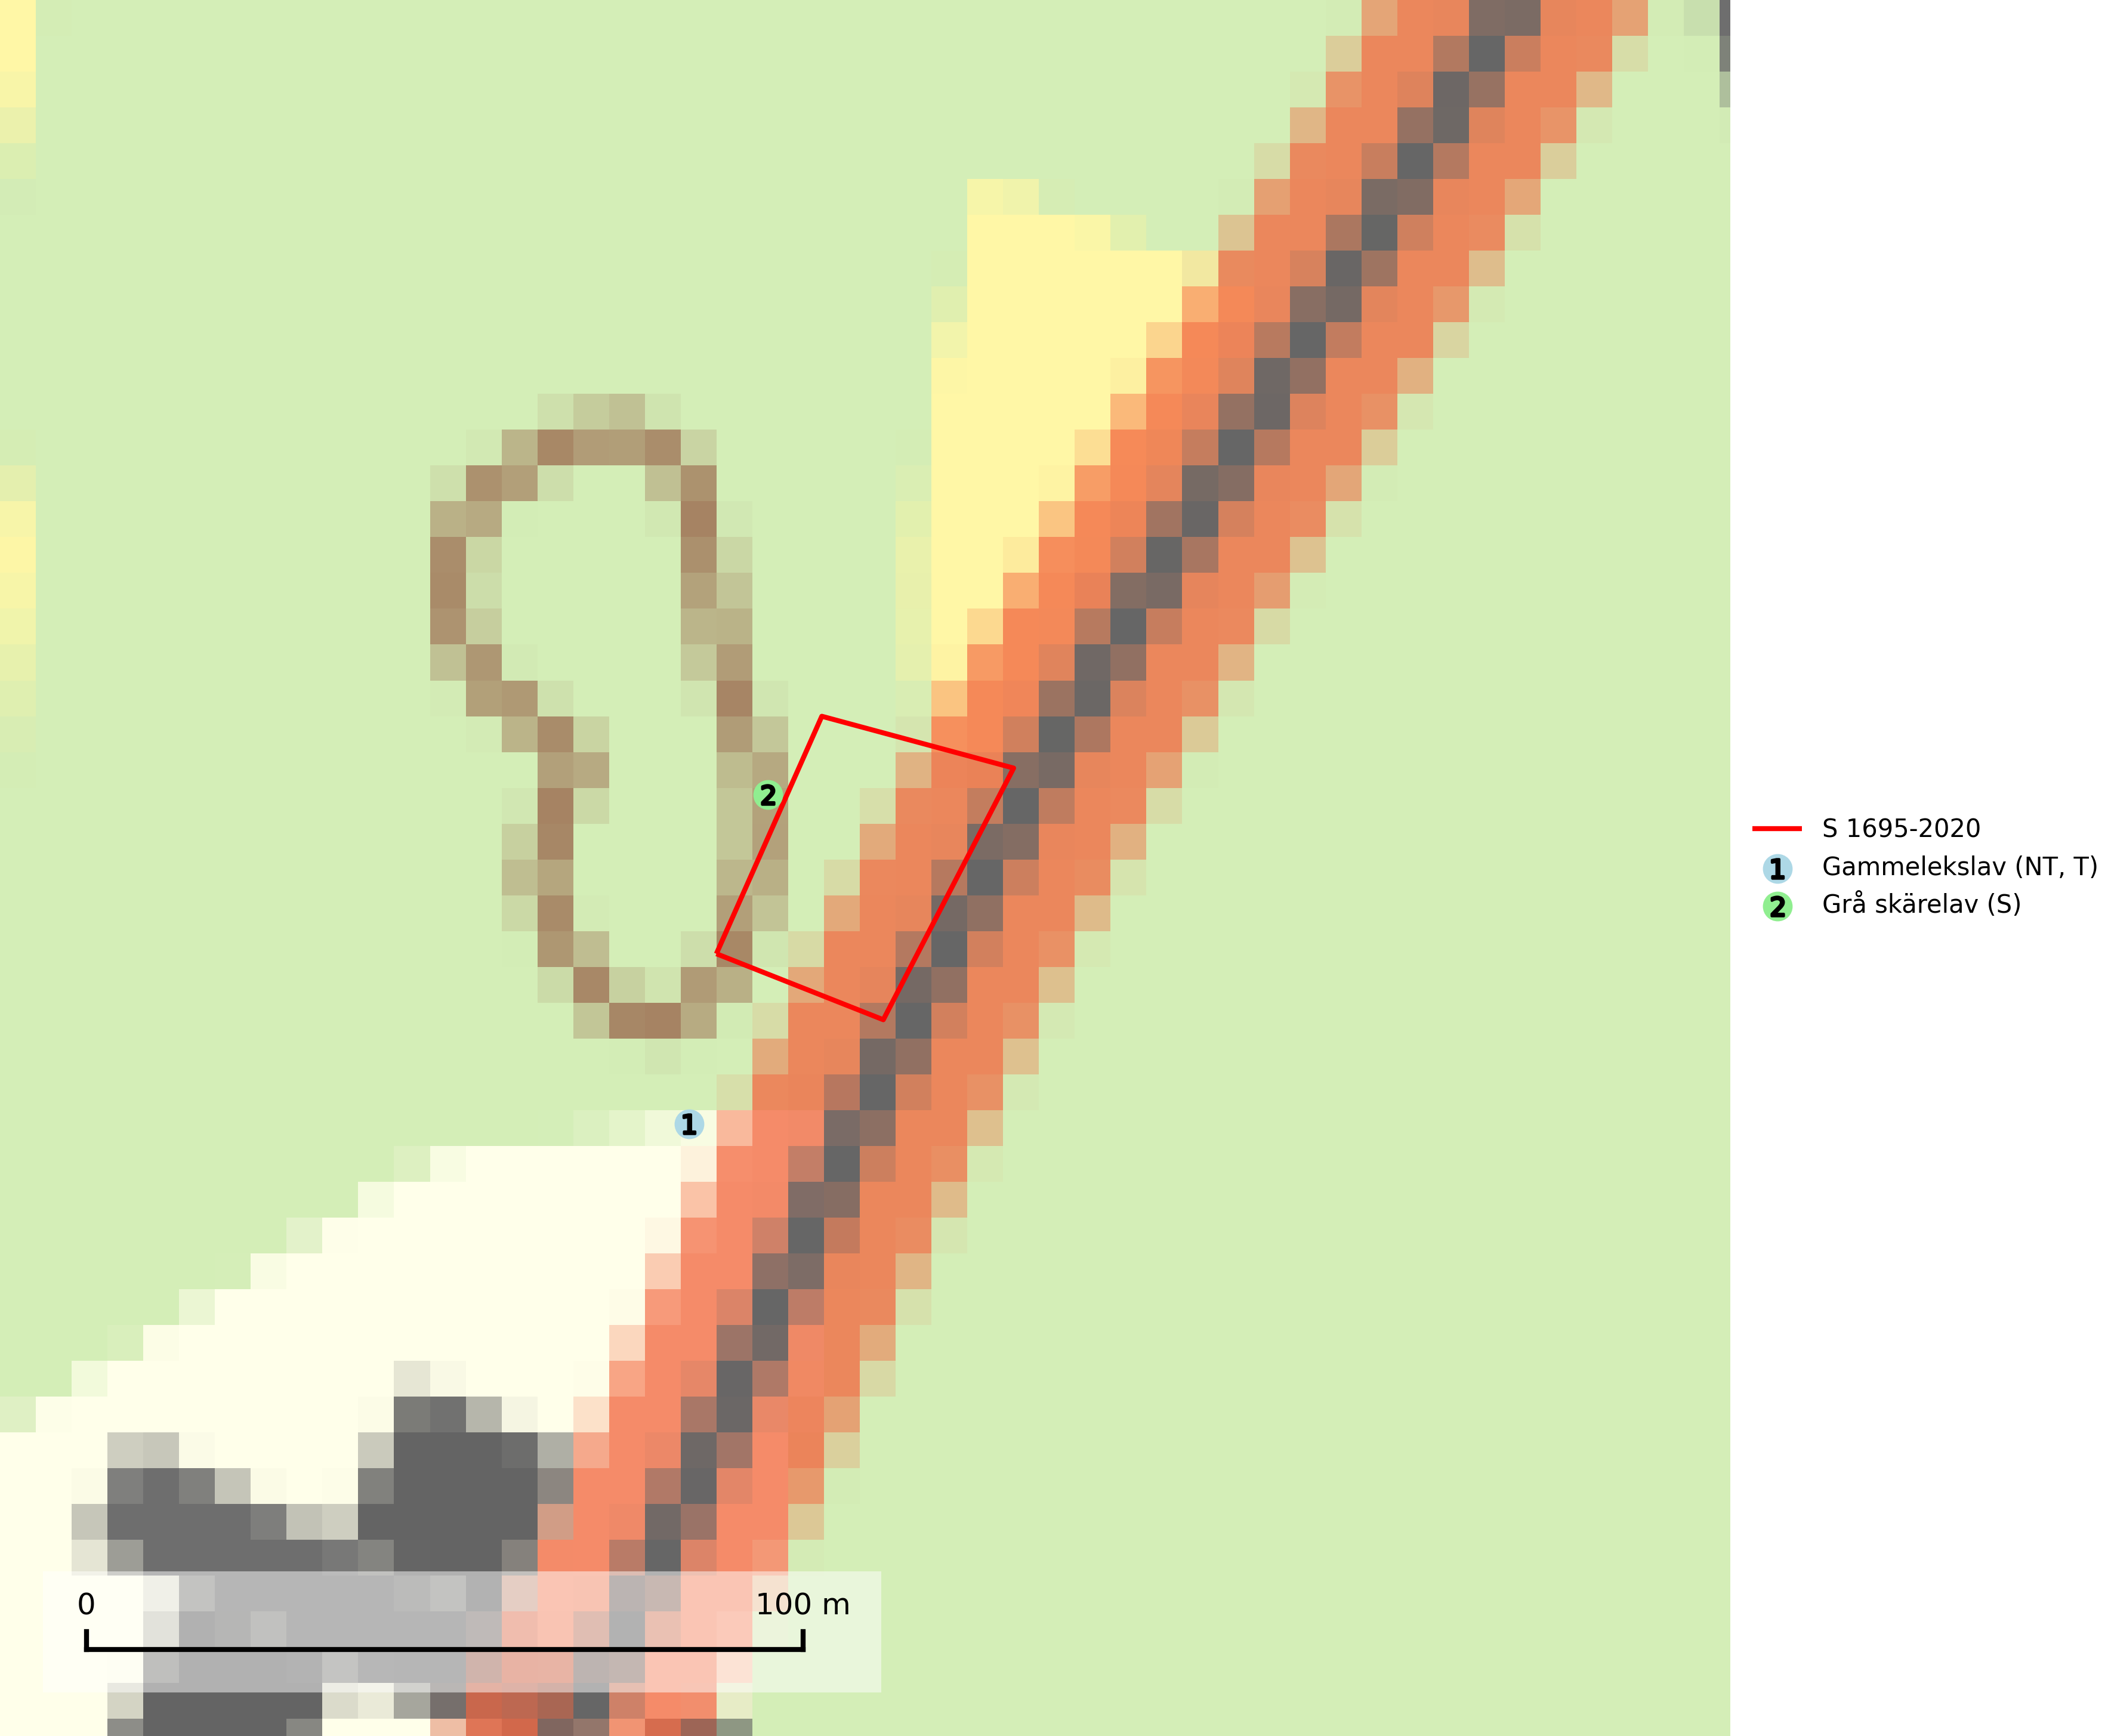 2
1
0 100 m
S 1695-2020
1 Gammelekslav (NT, T)
2 Grå skärelav (S)